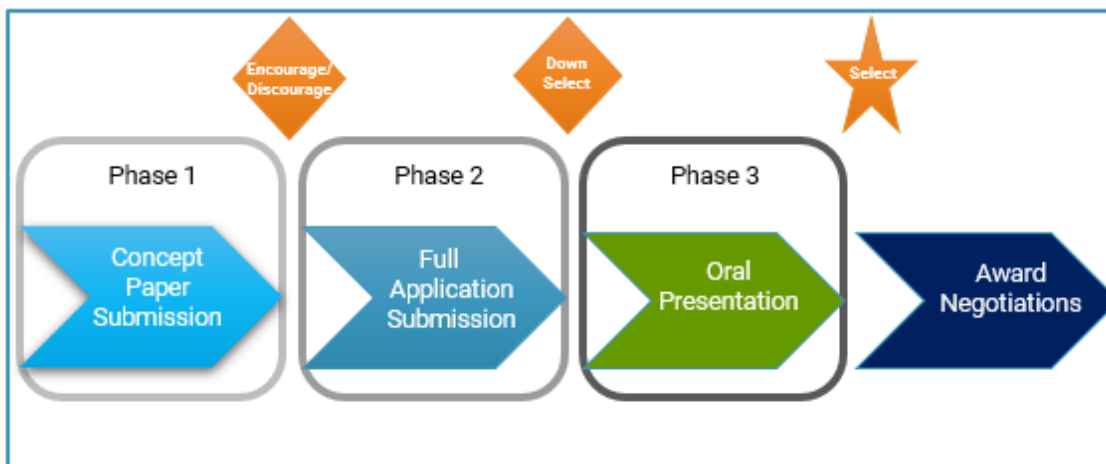 Encourage/
Discourage
Down
Select
Select
Phase 1
Phase 2
Phase 3
Concept
Paper
Submission
Full
Application
Submission
Oral
Presentation
Award
Negotiations